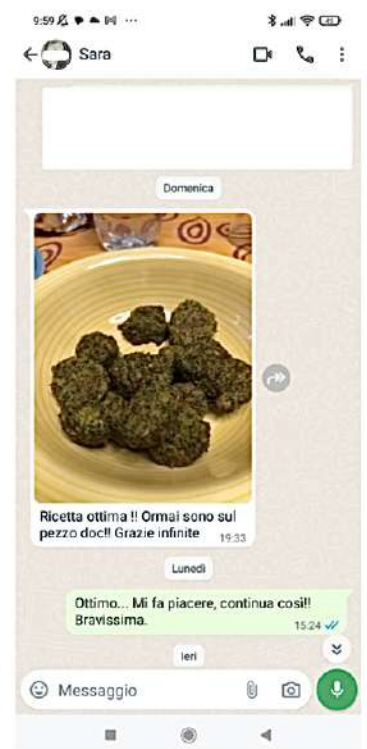 9:59
Sara
Domenica
Ricetta ottima !! Ormai sono sul
pezzo doc!! Grazie infinite 19:33
Lunedì
Ottimo... Mi fa piacere, continua così!!
Bravissima. 15:24
Ieri
Messaggio